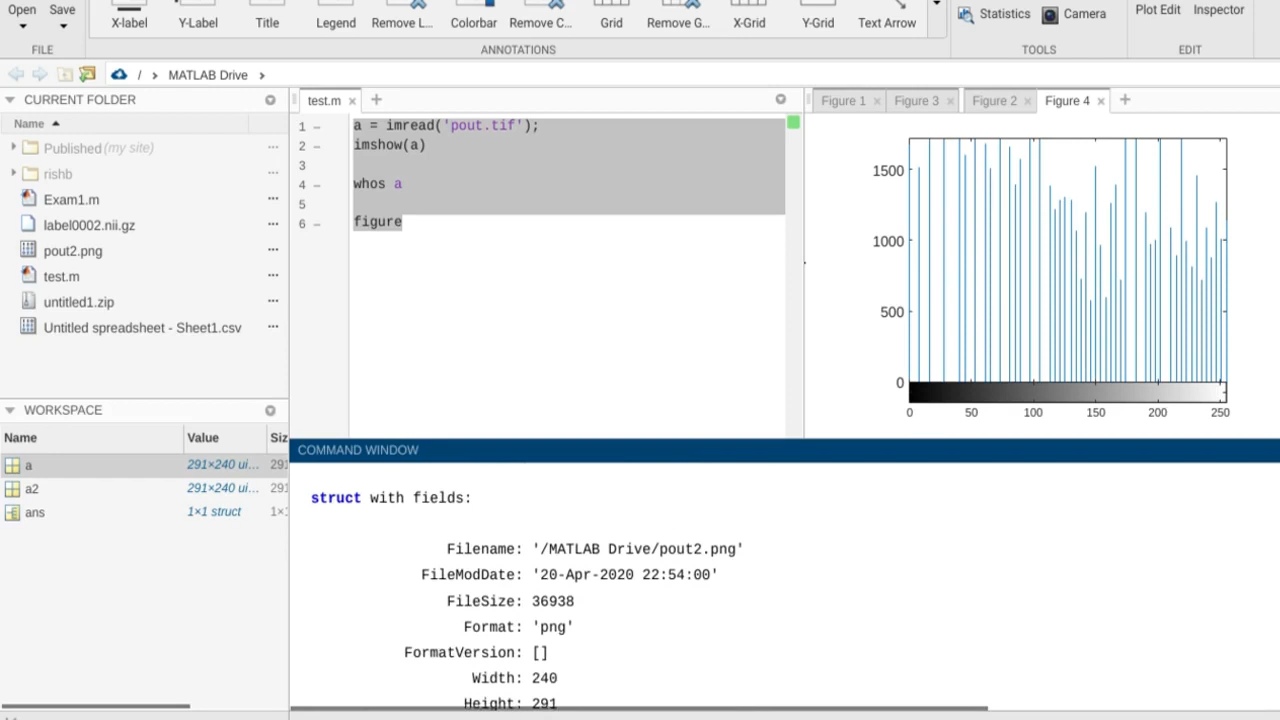 Open Save X-label Y-Label Title Legend Remove L... Colorbar Remove C... Grid Remove G... X-Grid Y-Grid Text Arrow Statistics Camera Plot Edit Inspector
FILE ANNOTATIONS TOOLS EDIT
/ MATLAB Drive
CURRENT FOLDER
Name
Published (my site)
rishb
Exam1.m
label0002.nii.gz
pout2.png
test.m
untitled1.zip
Untitled spreadsheet - Sheet1.csv
WORKSPACE
Name Value Siz
a 291×240 ui... 291
a2 291×240 ui... 291
ans 1×1 struct 1×
test.m × +
1 – a = imread('pout.tif');
2 – imshow(a)
3
4 – whos a
5
6 – figure
Figure 1 × Figure 3 × Figure 2 × Figure 4 × +
1500
1000
500
0
0 50 100 150 200 250
COMMAND WINDOW
struct with fields:
Filename: '/MATLAB Drive/pout2.png'
FileModDate: '20-Apr-2020 22:54:00'
FileSize: 36938
Format: 'png'
FormatVersion: []
Width: 240
Height: 291